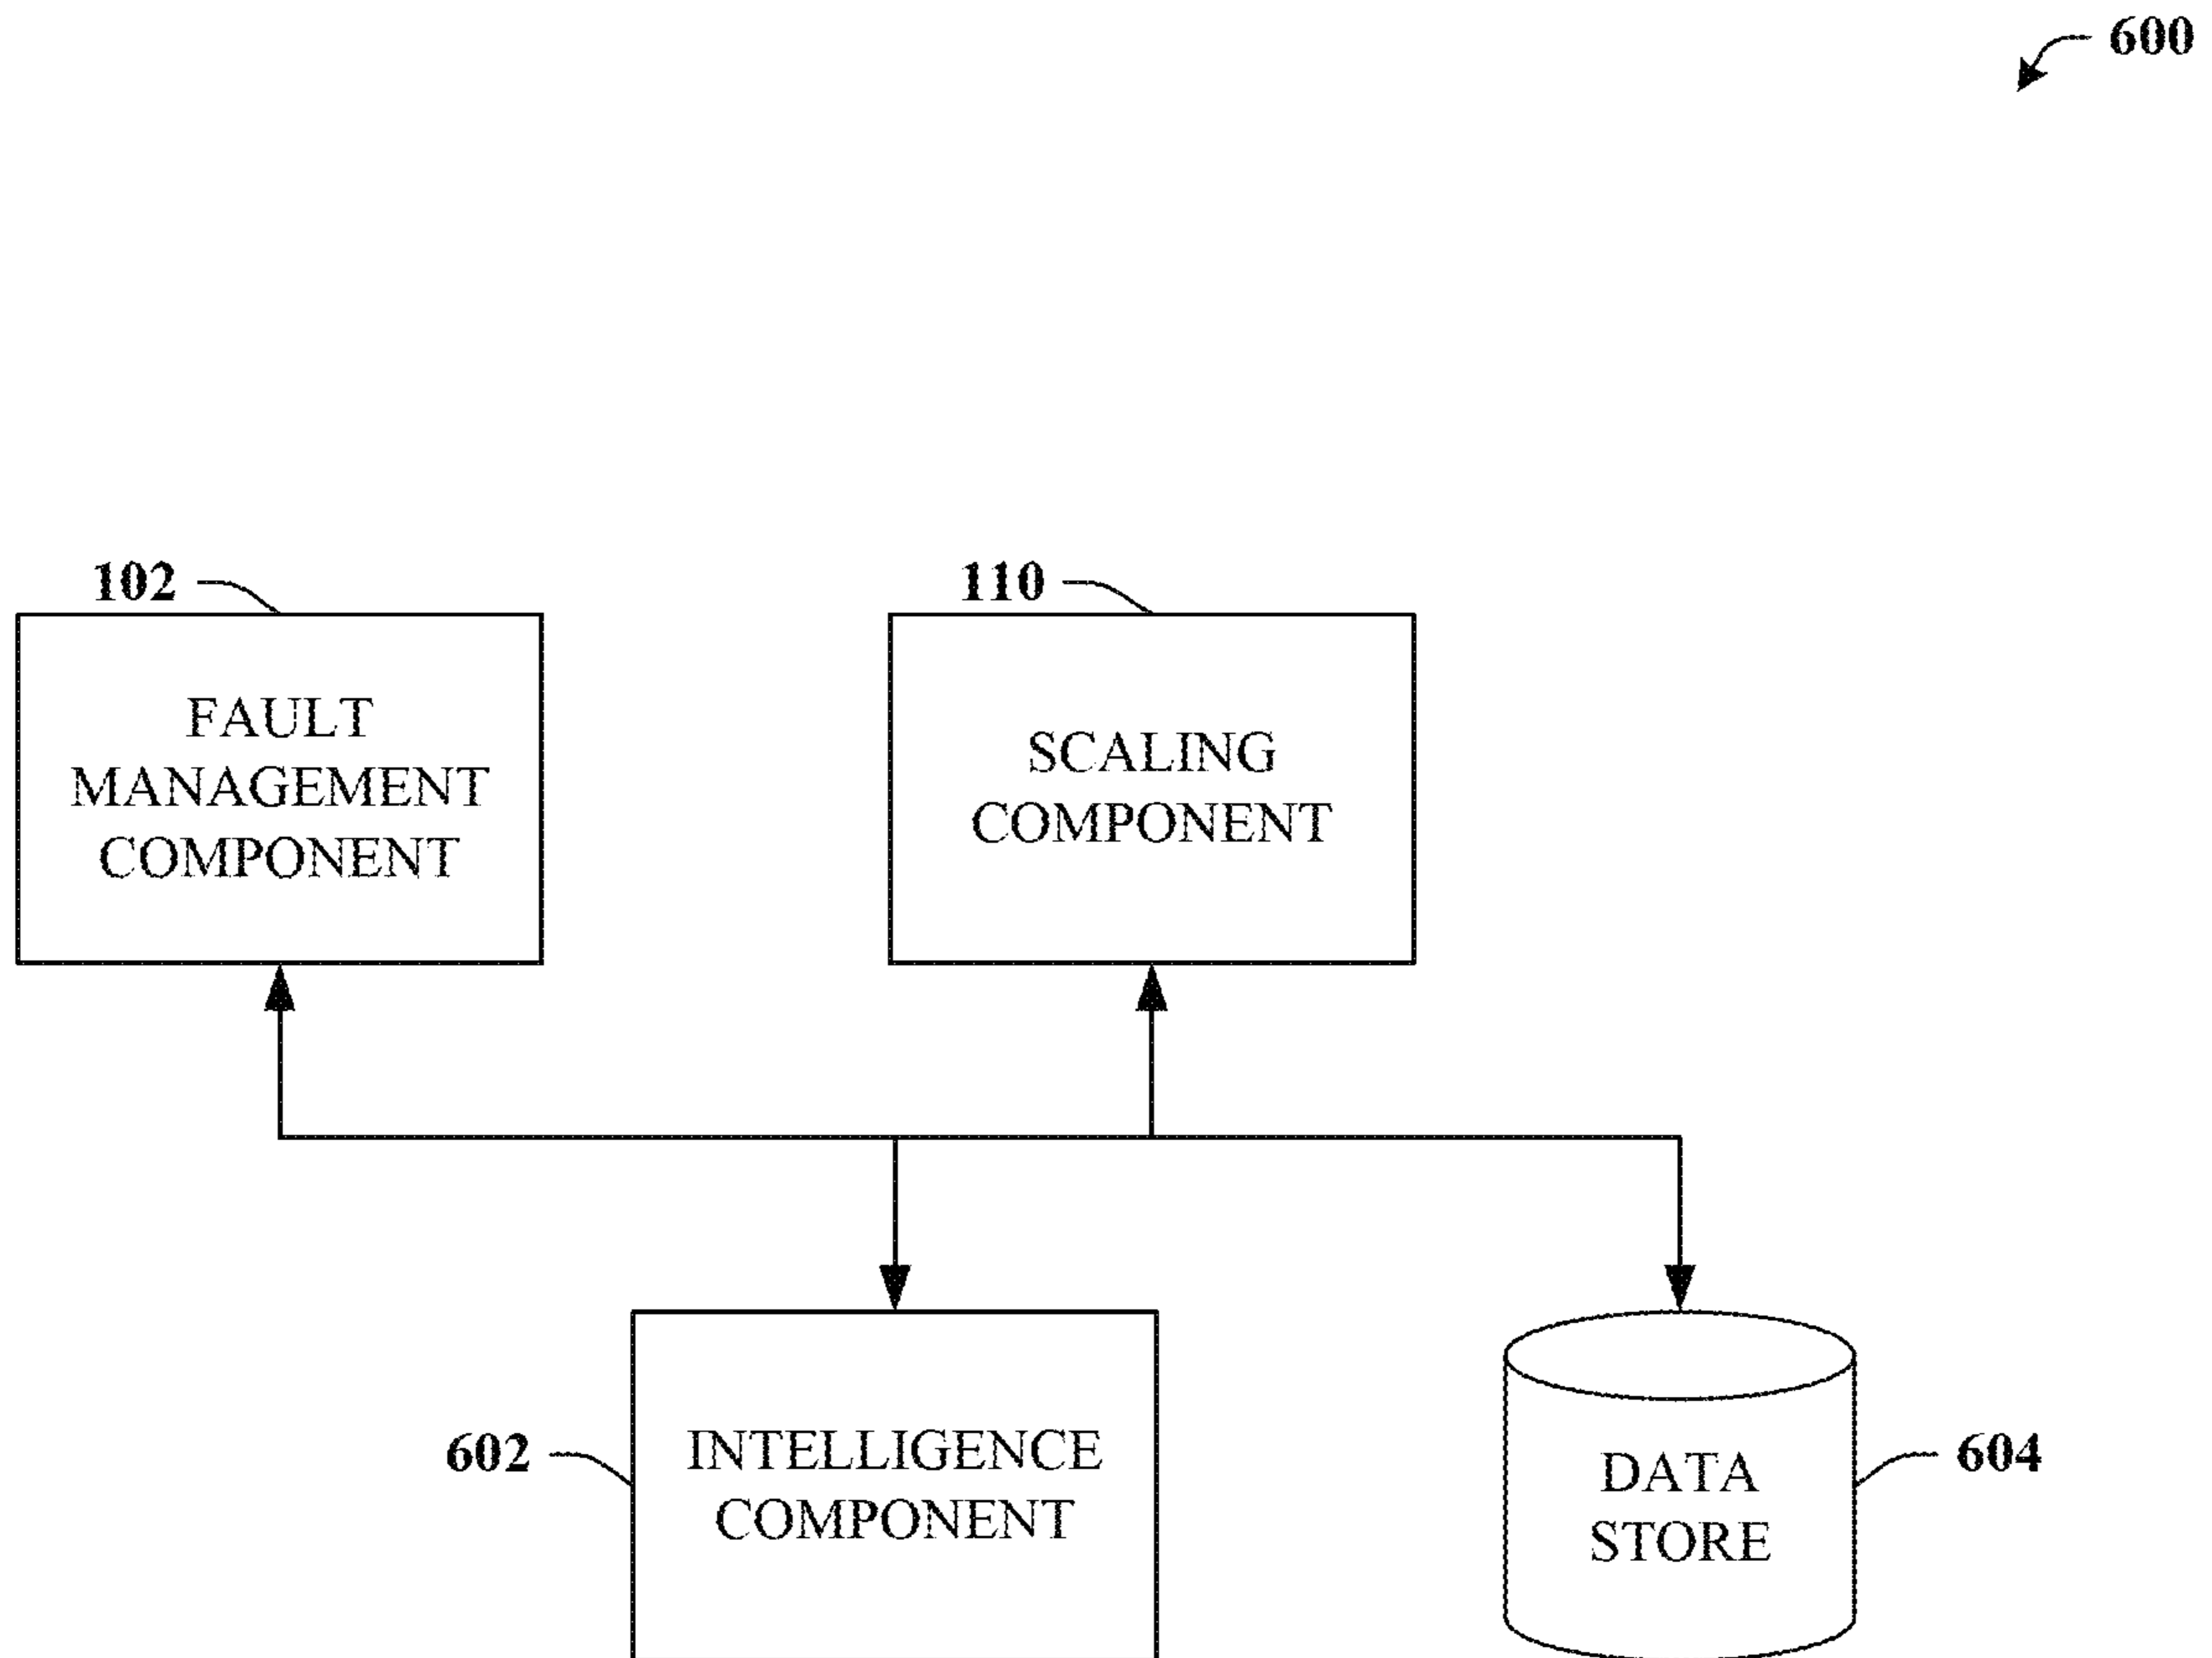 600
102
110
FAULT
MANAGEMENT
COMPONENT
SCALING
COMPONENT
602
INTELLIGENCE
COMPONENT
DATA
STORE
604